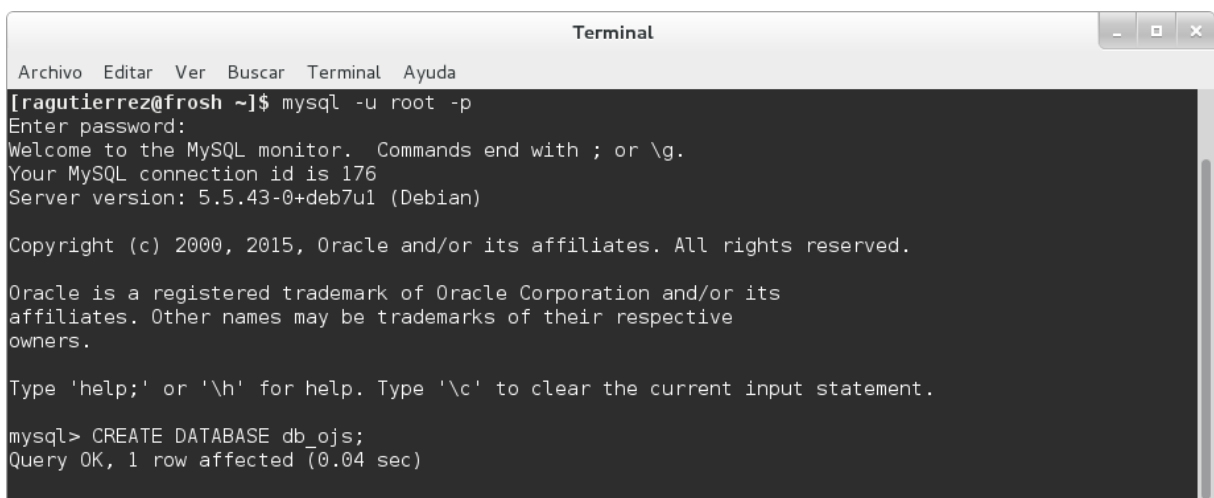 Terminal
Archivo Editar Ver Buscar Terminal Ayuda
[ragutierrez@frosh ~]$ mysql -u root -p
Enter password:
Welcome to the MySQL monitor.  Commands end with ; or \g.
Your MySQL connection id is 176
Server version: 5.5.43-0+deb7u1 (Debian)
Copyright (c) 2000, 2015, Oracle and/or its affiliates. All rights reserved.
Oracle is a registered trademark of Oracle Corporation and/or its
affiliates. Other names may be trademarks of their respective
owners.
Type 'help;' or '\h' for help. Type '\c' to clear the current input statement.
mysql> CREATE DATABASE db_ojs;
Query OK, 1 row affected (0.04 sec)